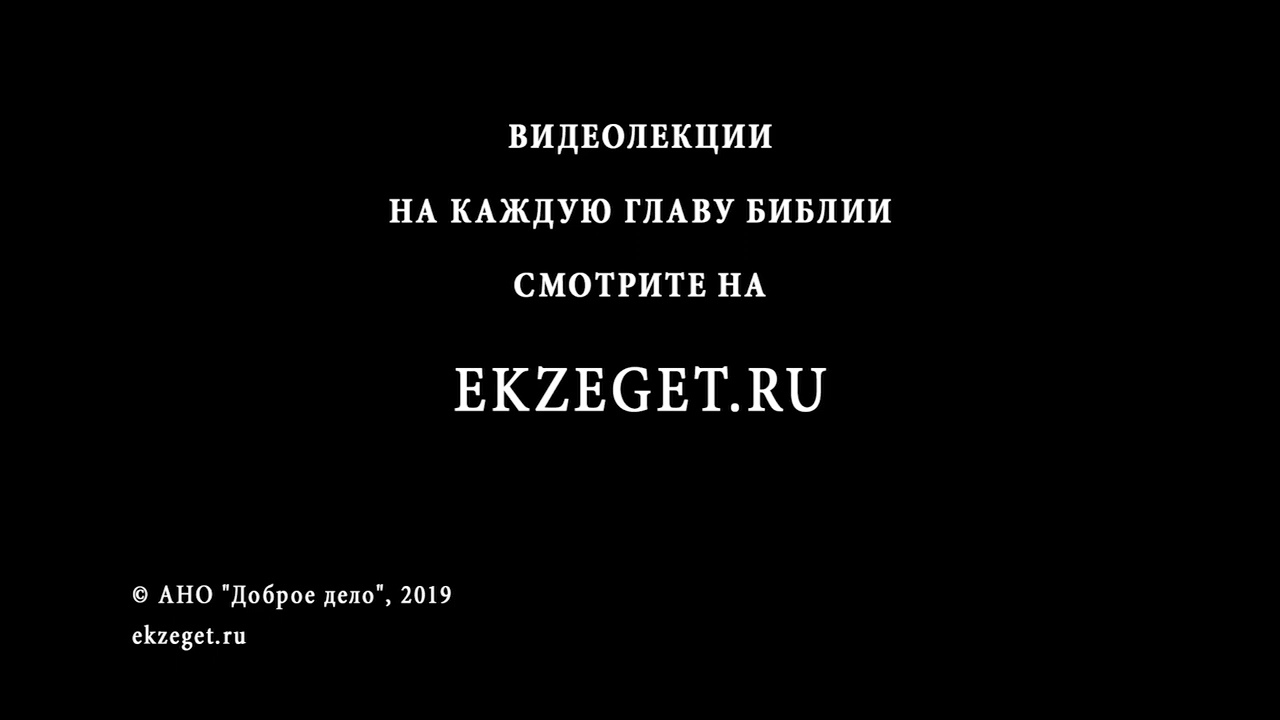 ВИДЕОЛЕКЦИИ
НА КАЖДУЮ ГЛАВУ БИБЛИИ
СМОТРИТЕ НА
EKZEGET.RU
© АНО "Доброе дело", 2019
ekzeget.ru